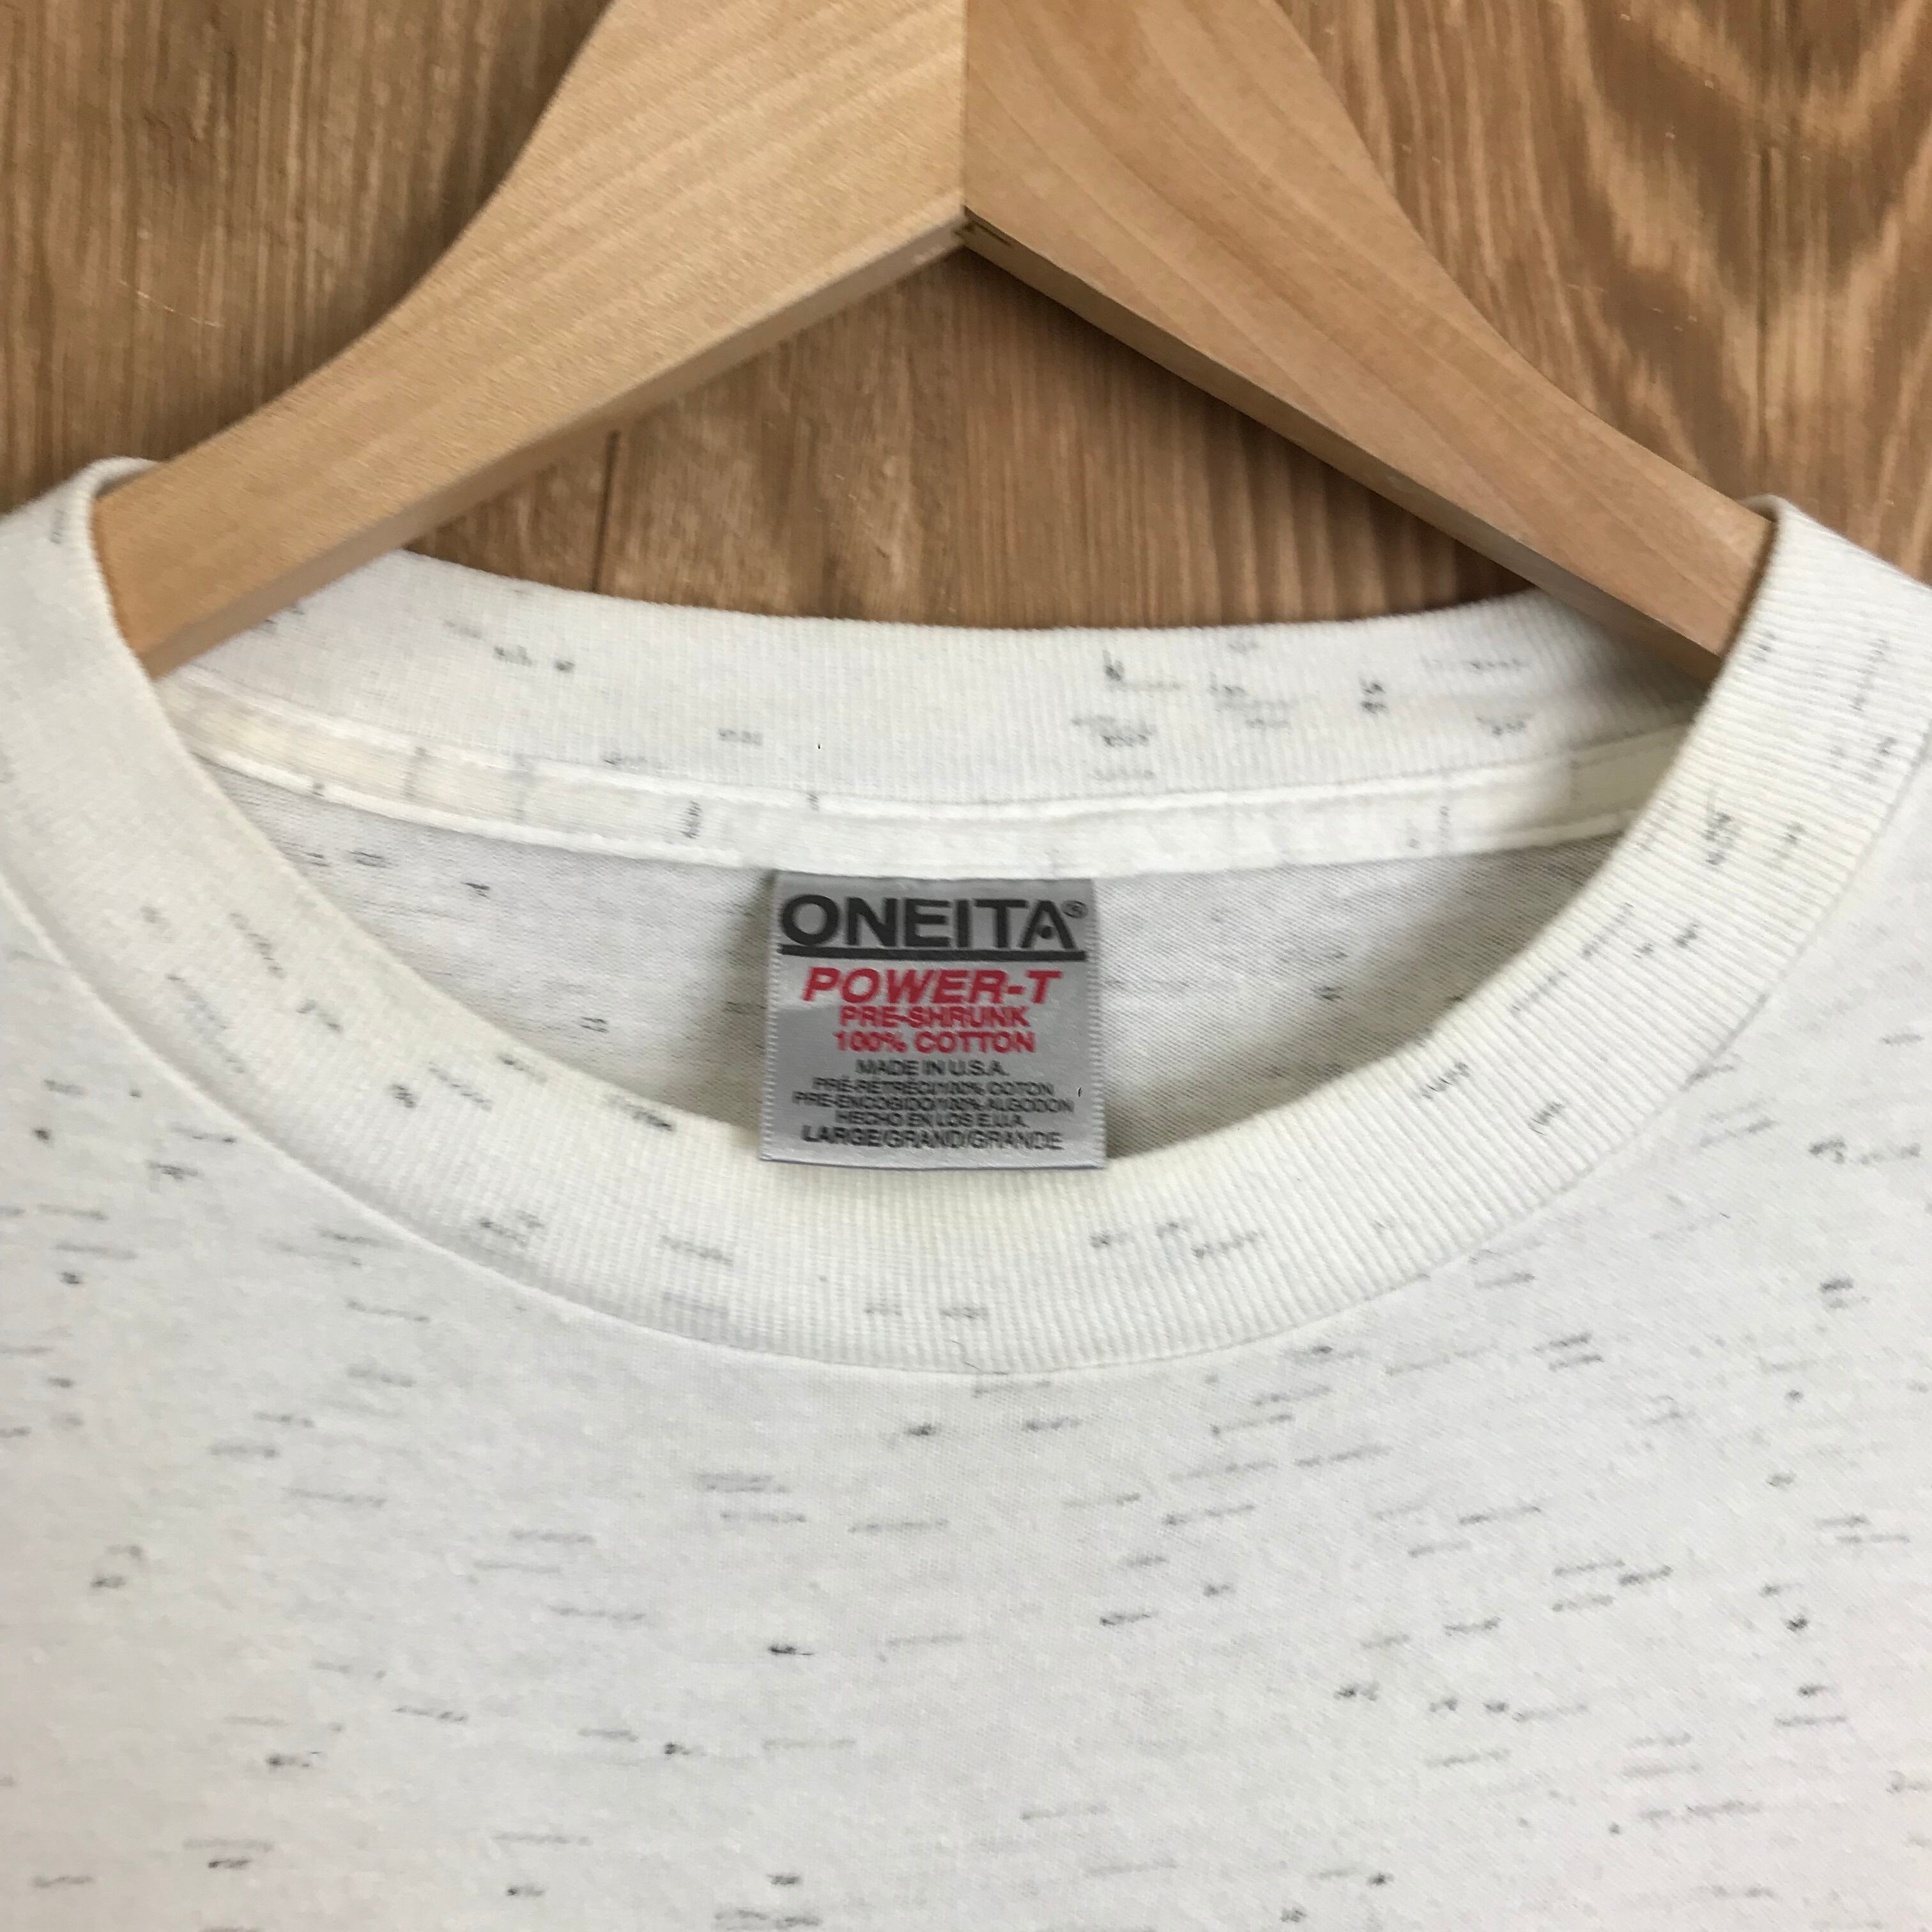 ONEITA®
POWER-T
PRE-SHRUNK
100% COTTON
MADE IN U.S.A.
PRÉ-RÉTRÉCI/100% COTON
PRE-ENCOGIDO/100% ALGODON
HECHO EN LOS E.U.A.
LARGE/GRAND/GRANDE